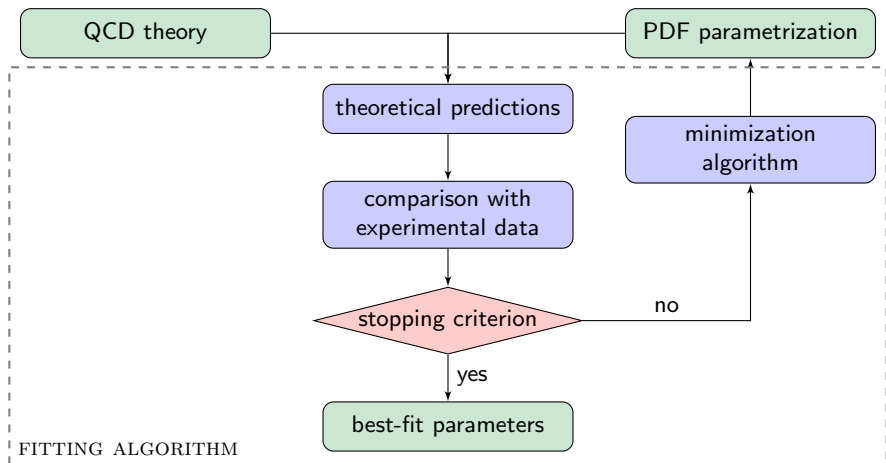 QCD theory
PDF parametrization
theoretical predictions
minimization
algorithm
comparison with
experimental data
stopping criterion
no
yes
best-fit parameters
FITTING ALGORITHM